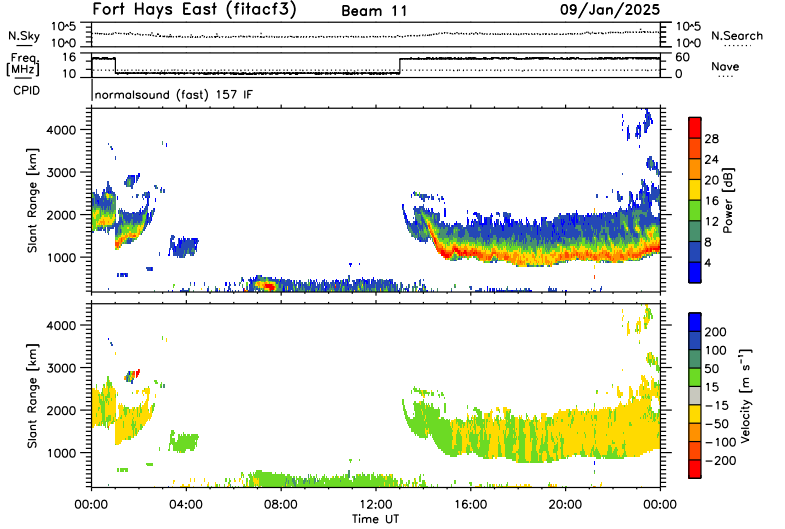 Fort Hays East (fitacf3) Beam 11 09/Jan/2025
N.Sky 10^5 10^0 10^5 10^0 N.Search
Freq. [MHz] 16 10 60 0 Nave
CPID normalsound (fast) 157 IF
Slant Range [km] 4000 3000 2000 1000
Power [dB] 28 24 20 16 12 8 4
Slant Range [km] 4000 3000 2000 1000
Velocity [m s⁻¹] 200 100 50 15 -15 -50 -100 -200
00:00 04:00 08:00 12:00 16:00 20:00 00:00
Time UT